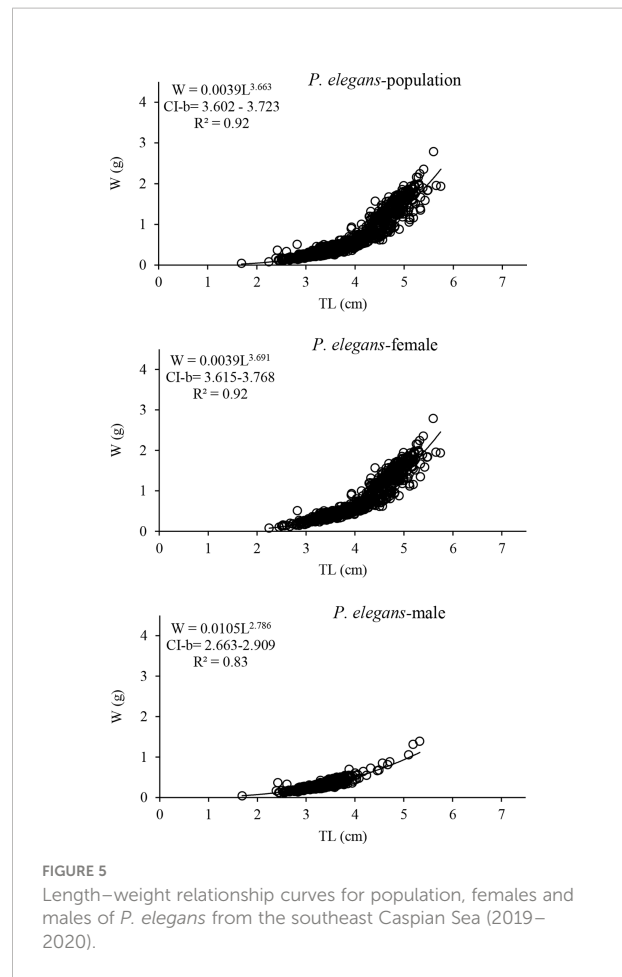 P. elegans-population
W = 0.0039L^3.663
CI-b= 3.602 - 3.723
R² = 0.92
W (g)
4
3
2
1
0
0 1 2 3 4 5 6 7
TL (cm)
P. elegans-female
W = 0.0039L^3.691
CI-b= 3.615-3.768
R² = 0.92
W (g)
4
3
2
1
0
0 1 2 3 4 5 6 7
TL (cm)
P. elegans-male
W = 0.0105L^2.786
CI-b= 2.663-2.909
R² = 0.83
W (g)
4
3
2
1
0
0 1 2 3 4 5 6 7
TL (cm)
FIGURE 5
Length–weight relationship curves for population, females and
males of P. elegans from the southeast Caspian Sea (2019–
2020).